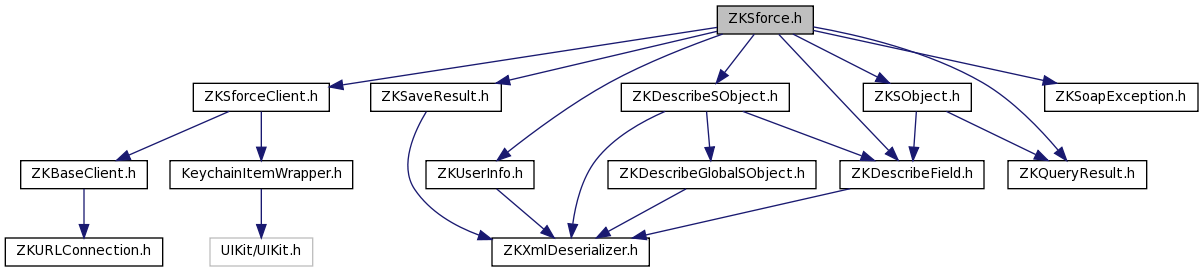 ZKSforce.h
ZKSforceClient.h
ZKSaveResult.h
ZKDescribeSObject.h
ZKSObject.h
ZKSoapException.h
ZKBaseClient.h
KeychainItemWrapper.h
ZKUserInfo.h
ZKDescribeGlobalSObject.h
ZKDescribeField.h
ZKQueryResult.h
ZKURLConnection.h
UIKit/UIKit.h
ZKXmlDeserializer.h